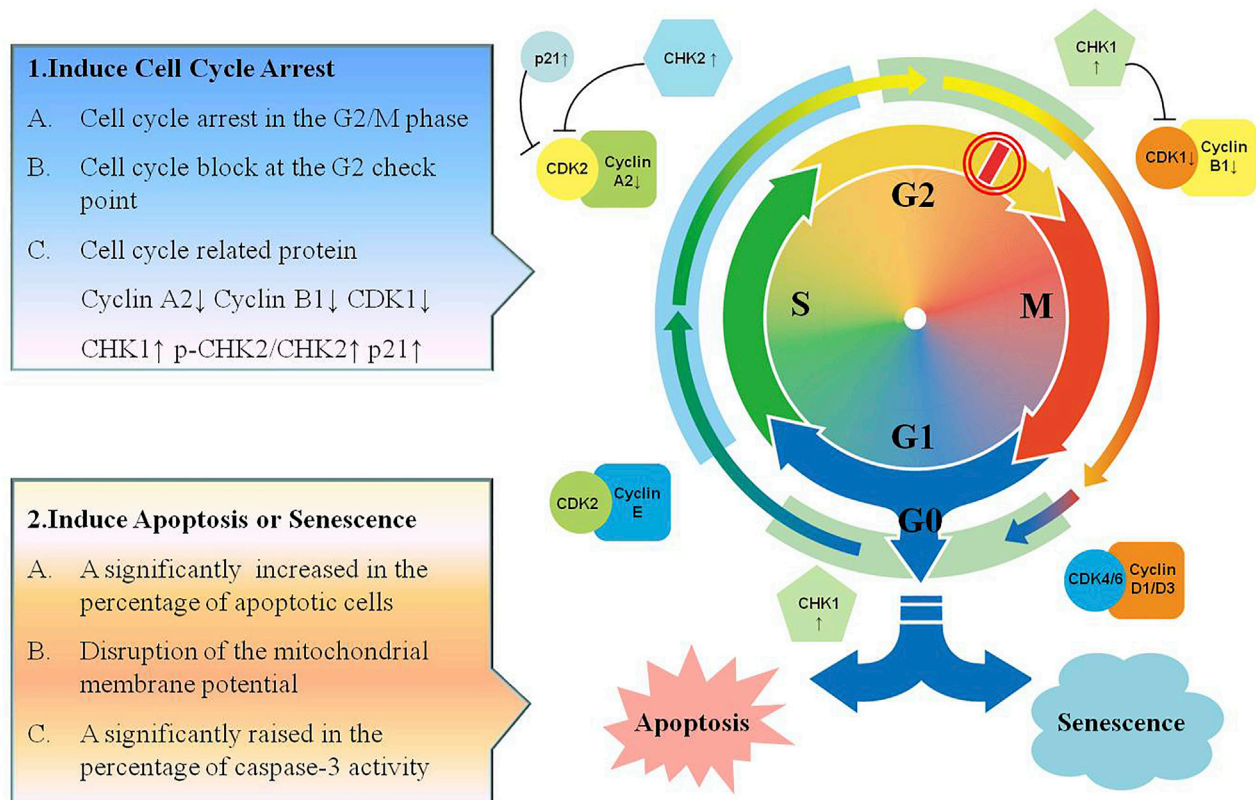 1.Induce Cell Cycle Arrest
A. Cell cycle arrest in the G2/M phase
B. Cell cycle block at the G2 check
point
C. Cell cycle related protein
Cyclin A2↓ Cyclin B1↓ CDK1↓
CHK1↑ p-CHK2/CHK2↑ p21↑
2.Induce Apoptosis or Senescence
A. A significantly increased in the
percentage of apoptotic cells
B. Disruption of the mitochondrial
membrane potential
C. A significantly raised in the
percentage of caspase-3 activity
p21↑
CHK2 ↑
CDK2
Cyclin
A2↓
CHK1
↑
CDK1↓
Cyclin
B1↓
G2
S
M
G1
G0
CDK2
Cyclin
E
CDK4/6
Cyclin
D1/D3
CHK1
↑
Apoptosis
Senescence